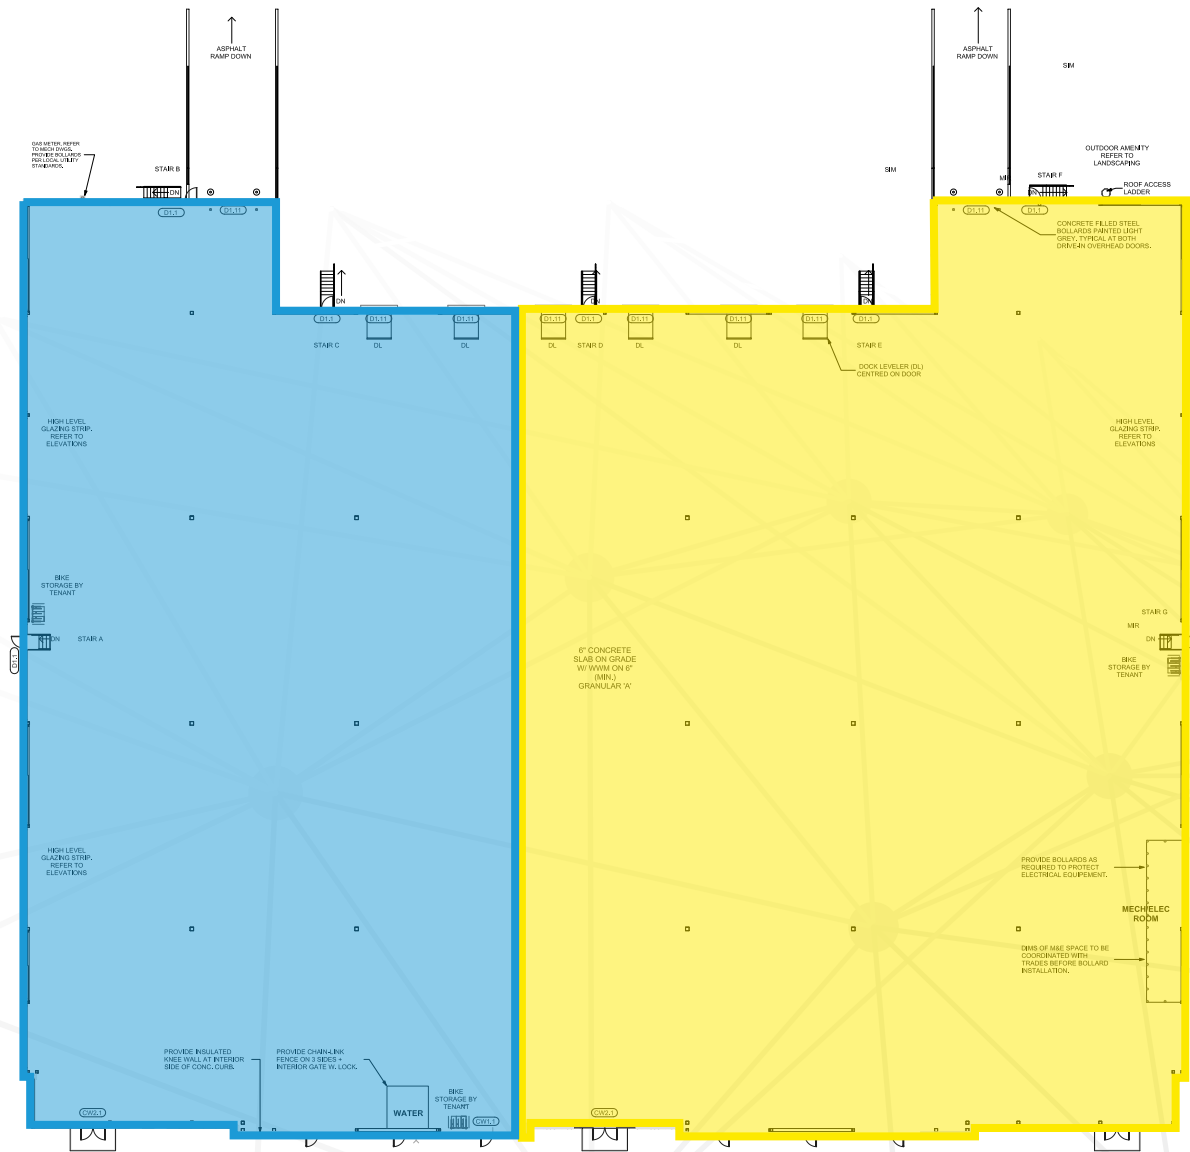 ASPHALT
RAMP DOWN
ASPHALT
RAMP DOWN
SIM
GAS METER. REFER
TO MECH DWGS.
PROVIDE BOLLARDS
PER LOCAL UTILITY
STANDARDS.
STAIR B
SIM
OUTDOOR AMENITY
REFER TO
LANDSCAPING
STAIR F
ROOF ACCESS
LADDER
DN
DN
D1.1
D1.11
D1.11
D1.1
CONCRETE FILLED STEEL
BOLLARDS PAINTED LIGHT
GREY, TYPICAL AT BOTH
DRIVE-IN OVERHEAD DOORS.
DN
DN
DN
D1.1
D1.11
D1.11
D1.11
D1.1
D1.11
D1.11
D1.11
D1.1
STAIR C
DL
DL
DL
STAIR D
DL
DL
STAIR E
DOCK LEVELER (DL)
CENTRED ON DOOR
HIGH LEVEL
GLAZING STRIP.
REFER TO
ELEVATIONS
HIGH LEVEL
GLAZING STRIP.
REFER TO
ELEVATIONS
BIKE
STORAGE BY
TENANT
DN
STAIR A
D1.1
STAIR G
MIR
DN
BIKE
STORAGE BY
TENANT
6" CONCRETE
SLAB ON GRADE
W/ WWM ON 6"
(MIN.)
GRANULAR 'A'
HIGH LEVEL
GLAZING STRIP.
REFER TO
ELEVATIONS
PROVIDE BOLLARDS AS
REQUIRED TO PROTECT
ELECTRICAL EQUIPEMENT.
MECH/ELEC
ROOM
DIMS OF M&E SPACE TO BE
COORDINATED WITH
TRADES BEFORE BOLLARD
INSTALLATION.
PROVIDE INSULATED
KNEE WALL AT INTERIOR
SIDE OF CONC. CURB.
PROVIDE CHAIN-LINK
FENCE ON 3 SIDES +
INTERIOR GATE W. LOCK.
BIKE
STORAGE BY
TENANT
CW2.1
WATER
CW1.1
CW2.1